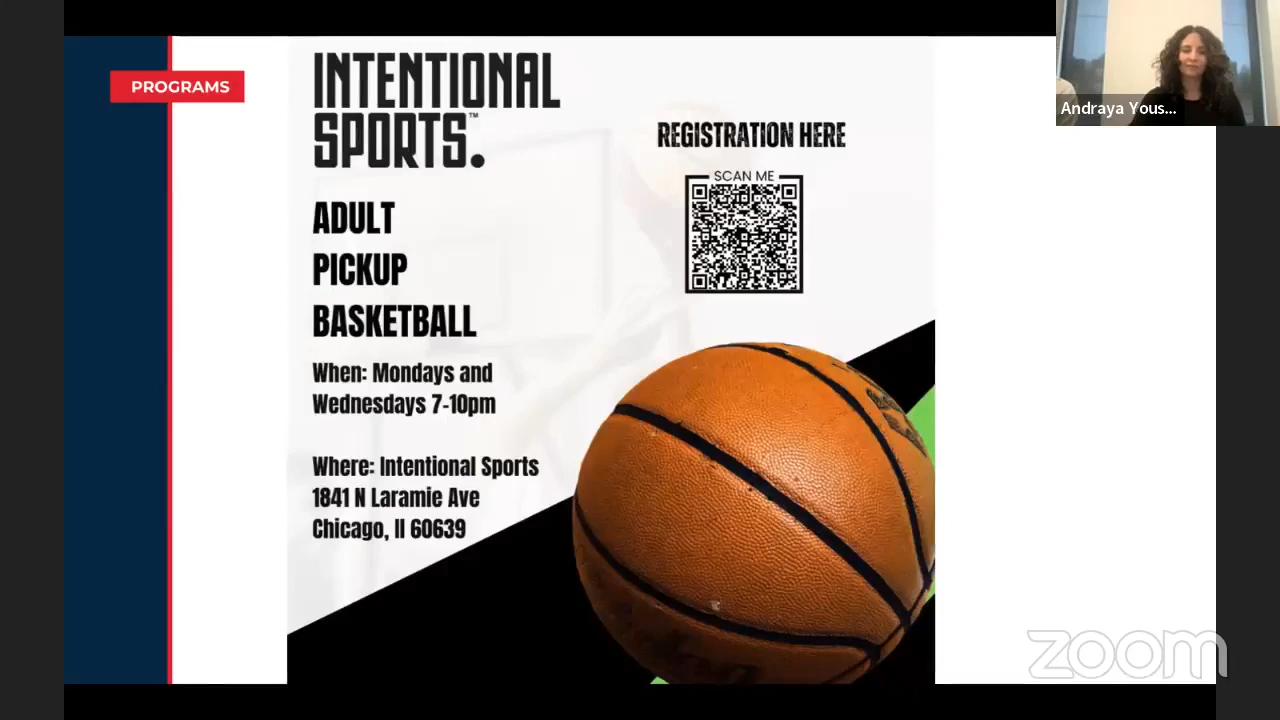 PROGRAMS
INTENTIONAL
SPORTS.™
ADULT
PICKUP
BASKETBALL
When: Mondays and
Wednesdays 7-10pm
Where: Intentional Sports
1841 N Laramie Ave
Chicago, Il 60639
REGISTRATION HERE
SCAN ME
Andraya Yous...
zoom